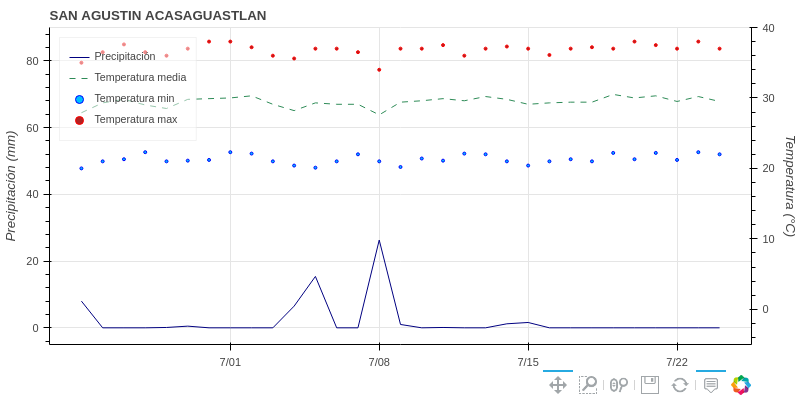 SAN AGUSTIN ACASAGUASTLAN
Precipitación
Temperatura media
Temperatura min
Temperatura max
Precipitación (mm)
80
60
40
20
0
40
30
20
10
0
Temperatura (°C)
7/01
7/08
7/15
7/22